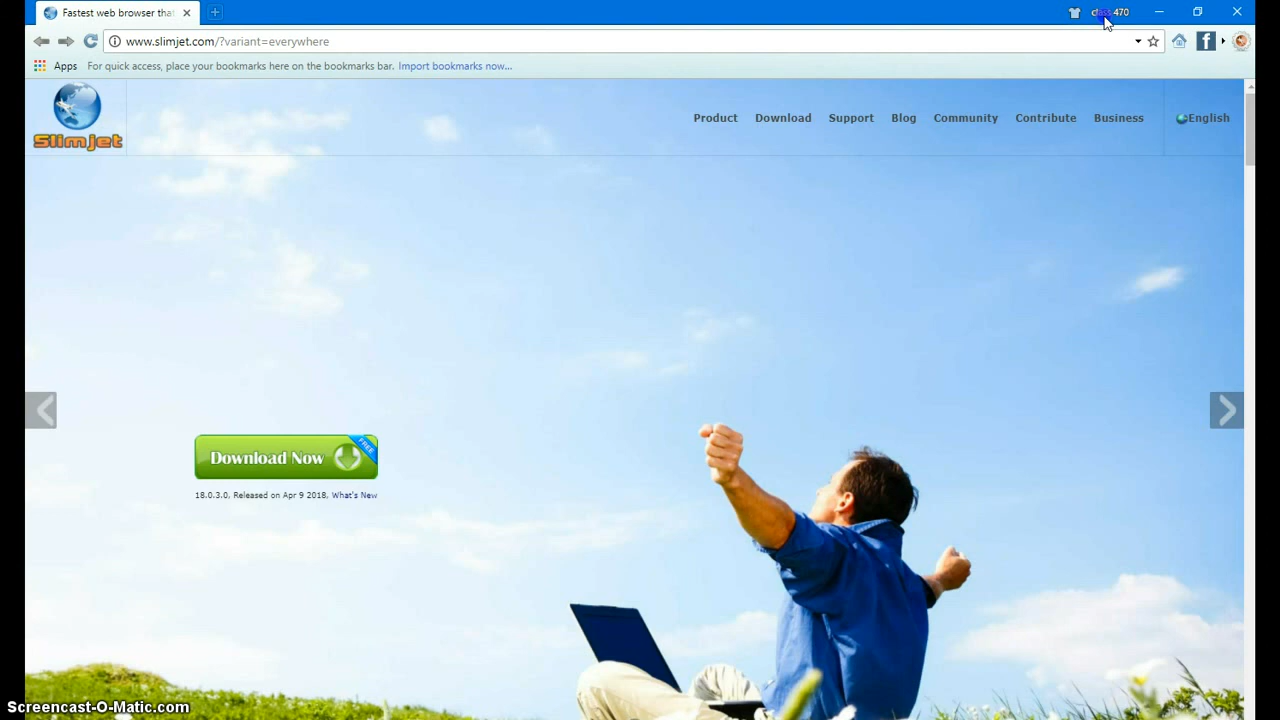 Fastest web browser tha
class 470
www.slimjet.com/?variant=everywhere
Apps For quick access, place your bookmarks here on the bookmarks bar. Import bookmarks now...
Slimjet
Product Download Support Blog Community Contribute Business English
Download Now FREE
18.0.3.0, Released on Apr 9 2018, What's New
Screencast-O-Matic.com